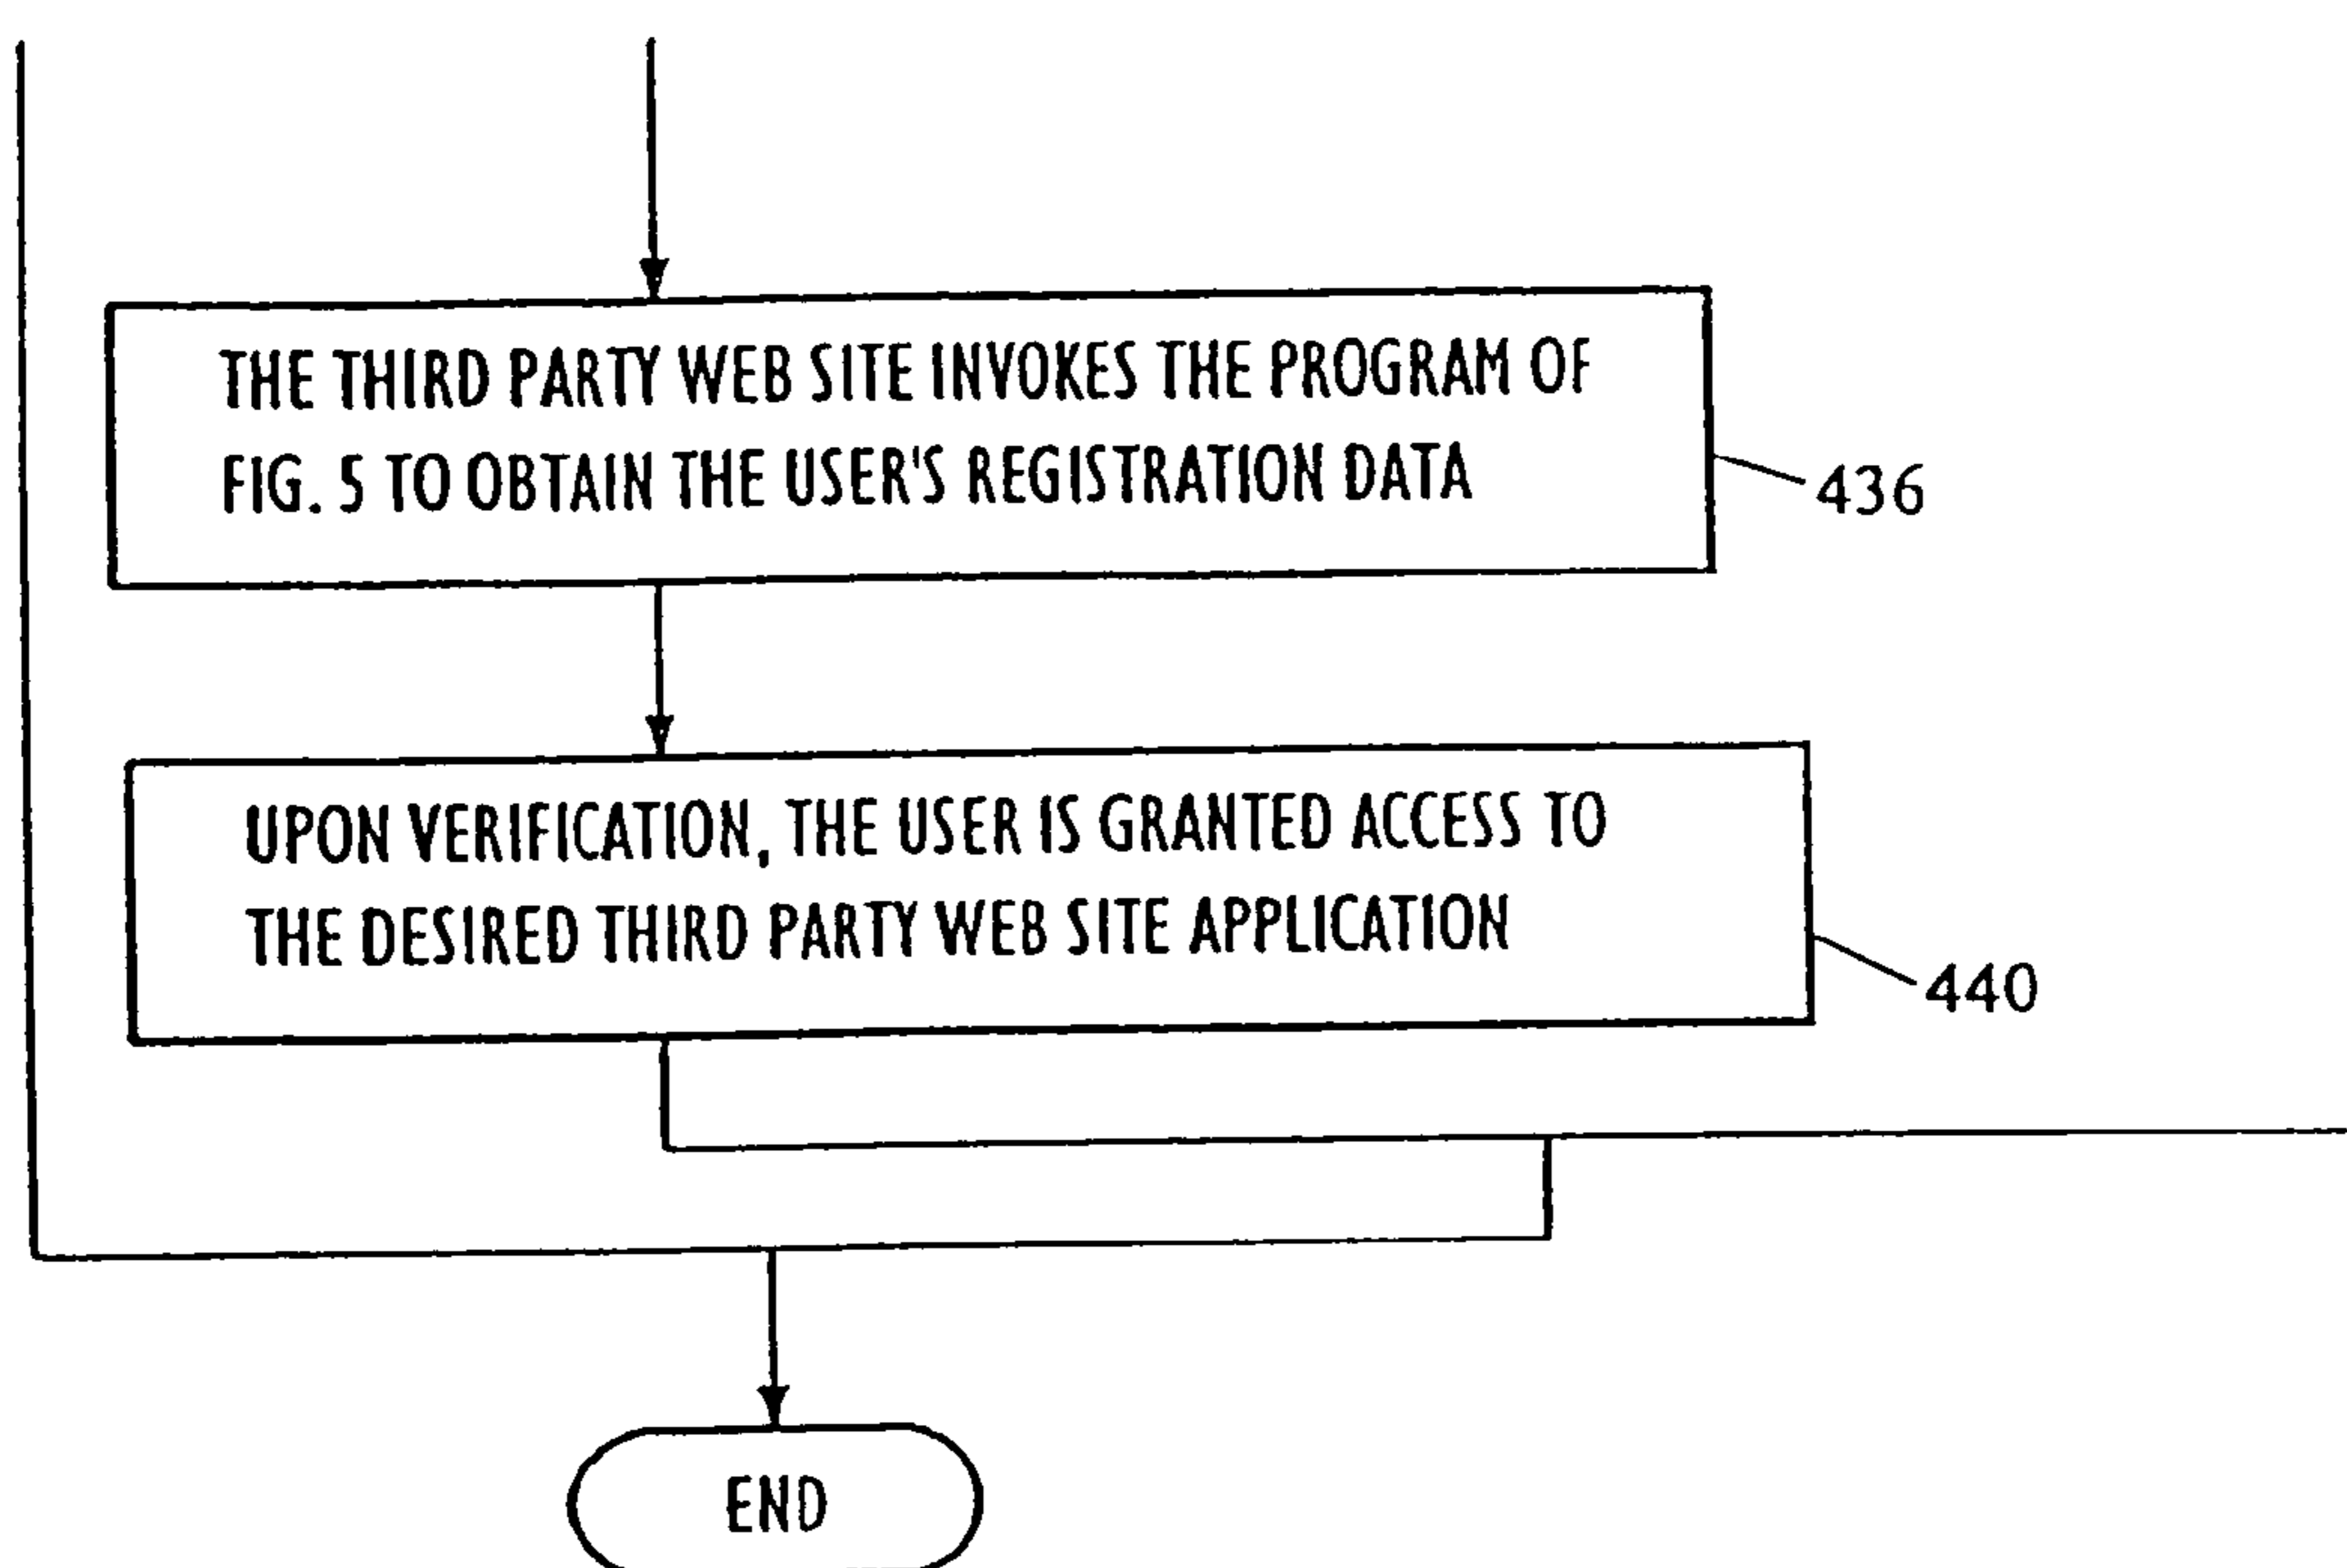 THE THIRD PARTY WEB SITE INVOKES THE PROGRAM OF
FIG. 5 TO OBTAIN THE USER'S REGISTRATION DATA
436
UPON VERIFICATION, THE USER IS GRANTED ACCESS TO
THE DESIRED THIRD PARTY WEB SITE APPLICATION
440
END